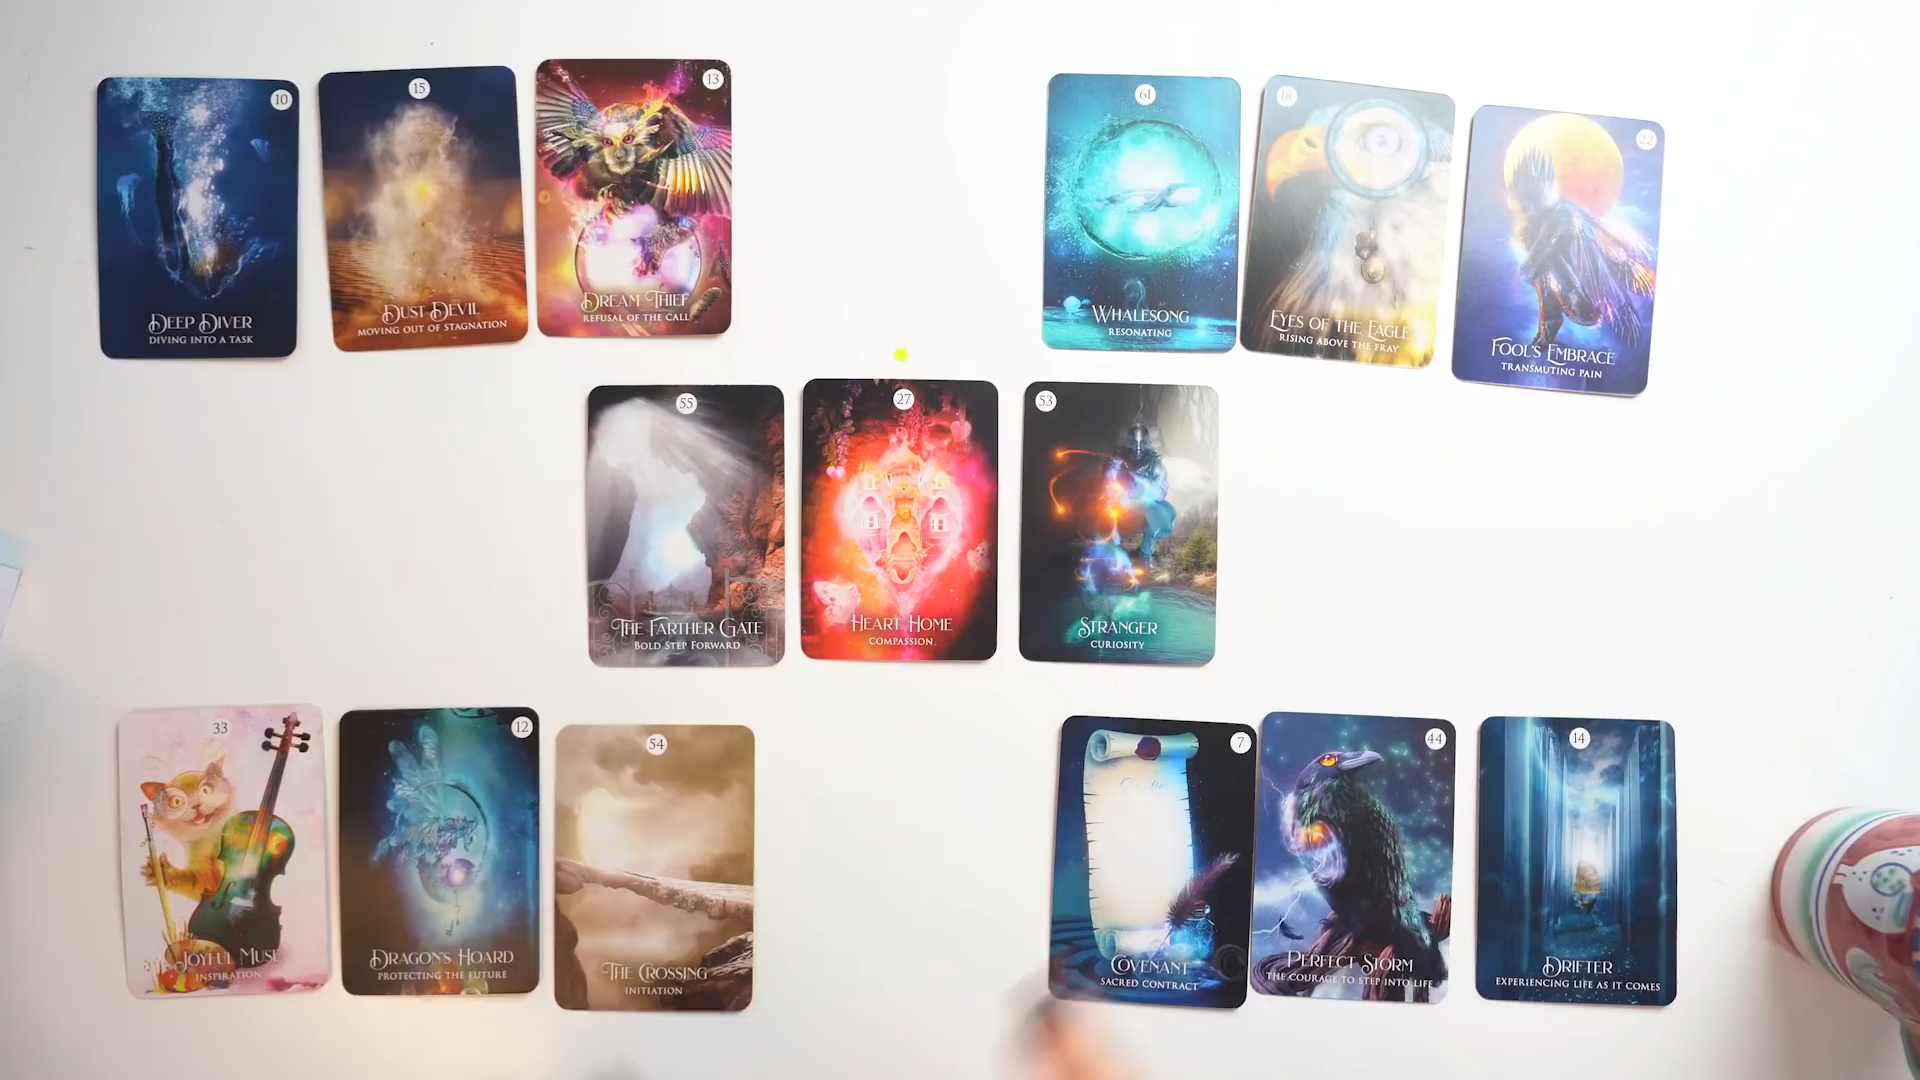 10
DEEP DIVER
DIVING INTO A TASK
15
DUST DEVIL
MOVING OUT OF STAGNATION
13
DREAM THIEF
REFUSAL OF THE CALL
61
WHALESONG
RESONATING
18
EYES OF THE EAGLE
RISING ABOVE THE FRAY
22
FOOL'S EMBRACE
TRANSMUTING PAIN
55
THE FARTHER GATE
BOLD STEP FORWARD
27
HEART HOME
COMPASSION
53
STRANGER
CURIOSITY
33
JOYFUL MUSE
INSPIRATION
12
DRAGON'S HOARD
PROTECTING THE FUTURE
54
THE CROSSING
INITIATION
7
COVENANT
SACRED CONTRACT
44
PERFECT STORM
THE COURAGE TO STEP INTO LIFE
14
DRIFTER
EXPERIENCING LIFE AS IT COMES